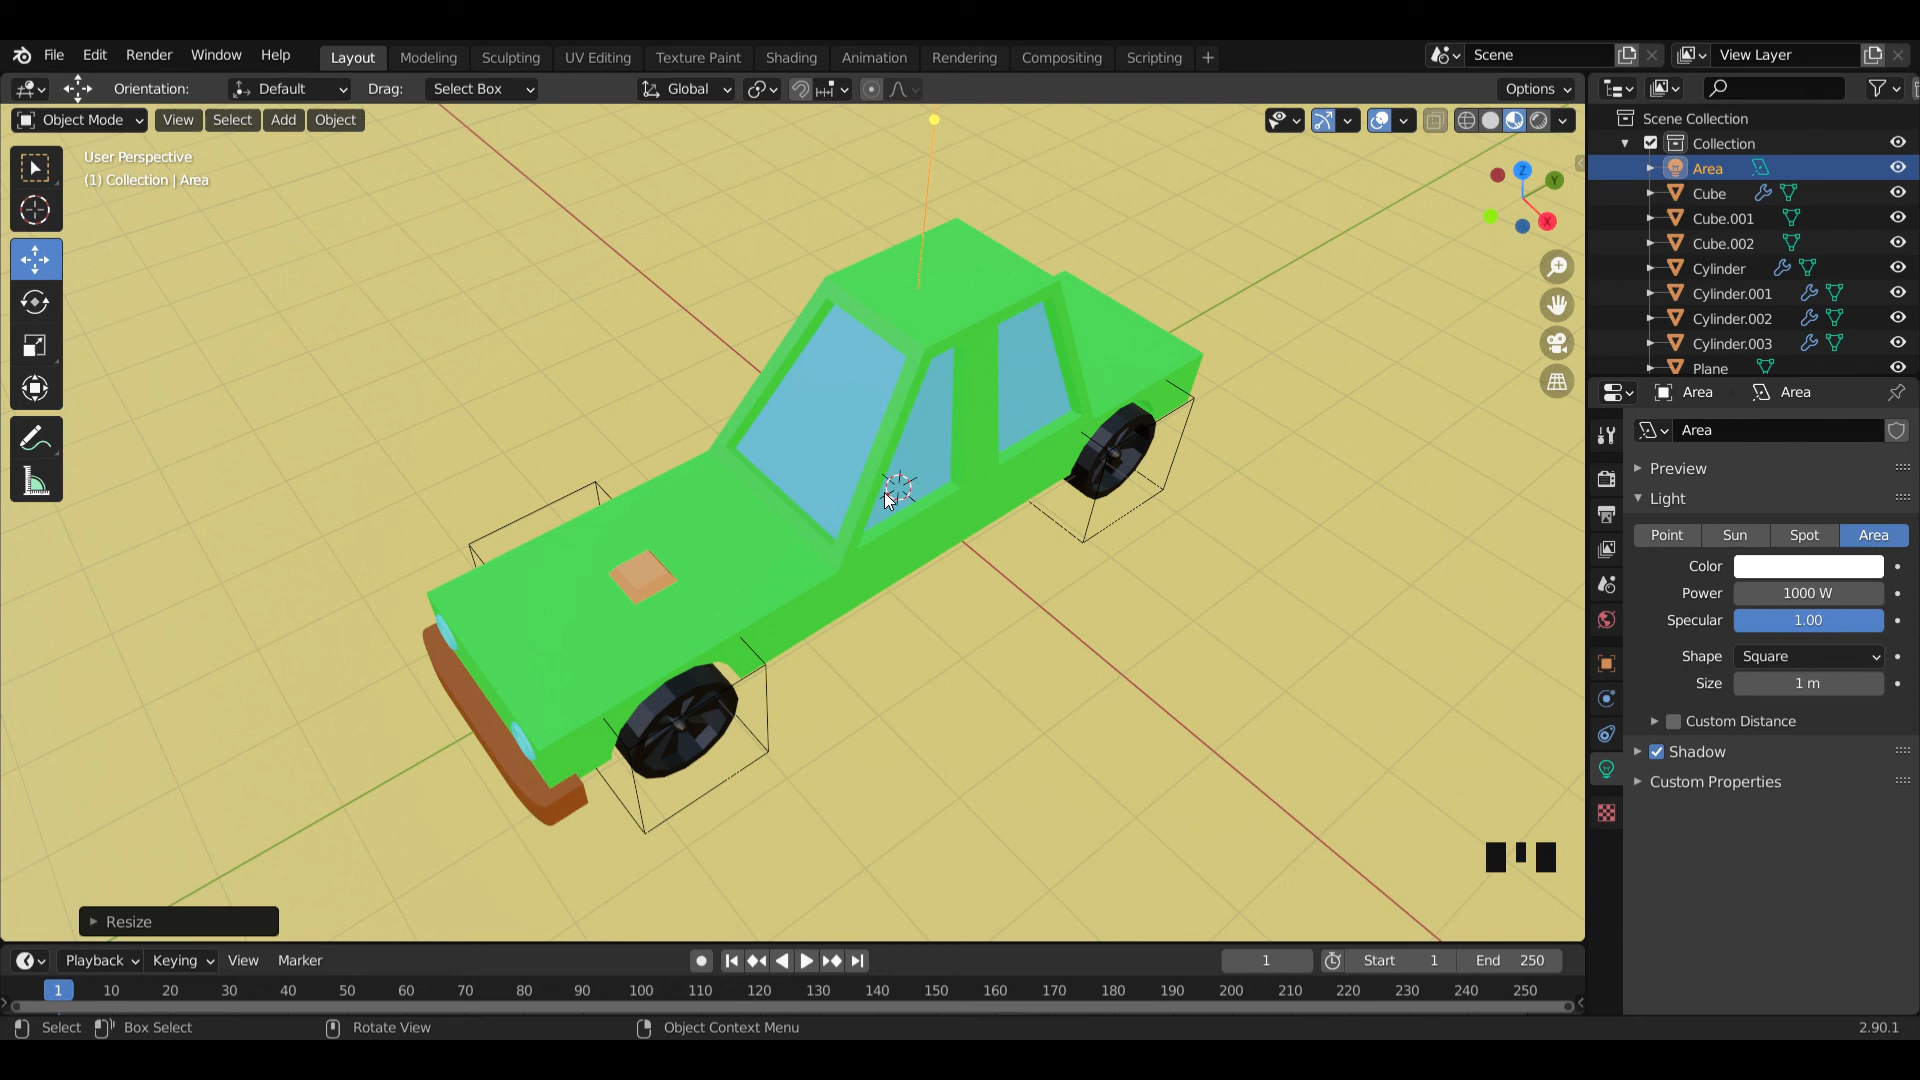 File Edit Render Window Help Layout Modeling Sculpting UV Editing Texture Paint Shading Animation Rendering Compositing Scripting + Scene View Layer
Orientation: Default Drag: Select Box Global Options
Object Mode View Select Add Object
User Perspective
(1) Collection | Area
Z
Y
X
Scene Collection
Collection
Area
Cube
Cube.001
Cube.002
Cylinder
Cylinder.001
Cylinder.002
Cylinder.003
Plane
Area Area
Area
Preview
Light
Point Sun Spot Area
Color
Power 1000 W
Specular 1.00
Shape Square
Size 1 m
Custom Distance
Shadow
Custom Properties
Resize
Playback Keying View Marker 1 Start 1 End 250
1 10 20 30 40 50 60 70 80 90 100 110 120 130 140 150 160 170 180 190 200 210 220 230 240 250
Select Box Select Rotate View Object Context Menu 2.90.1